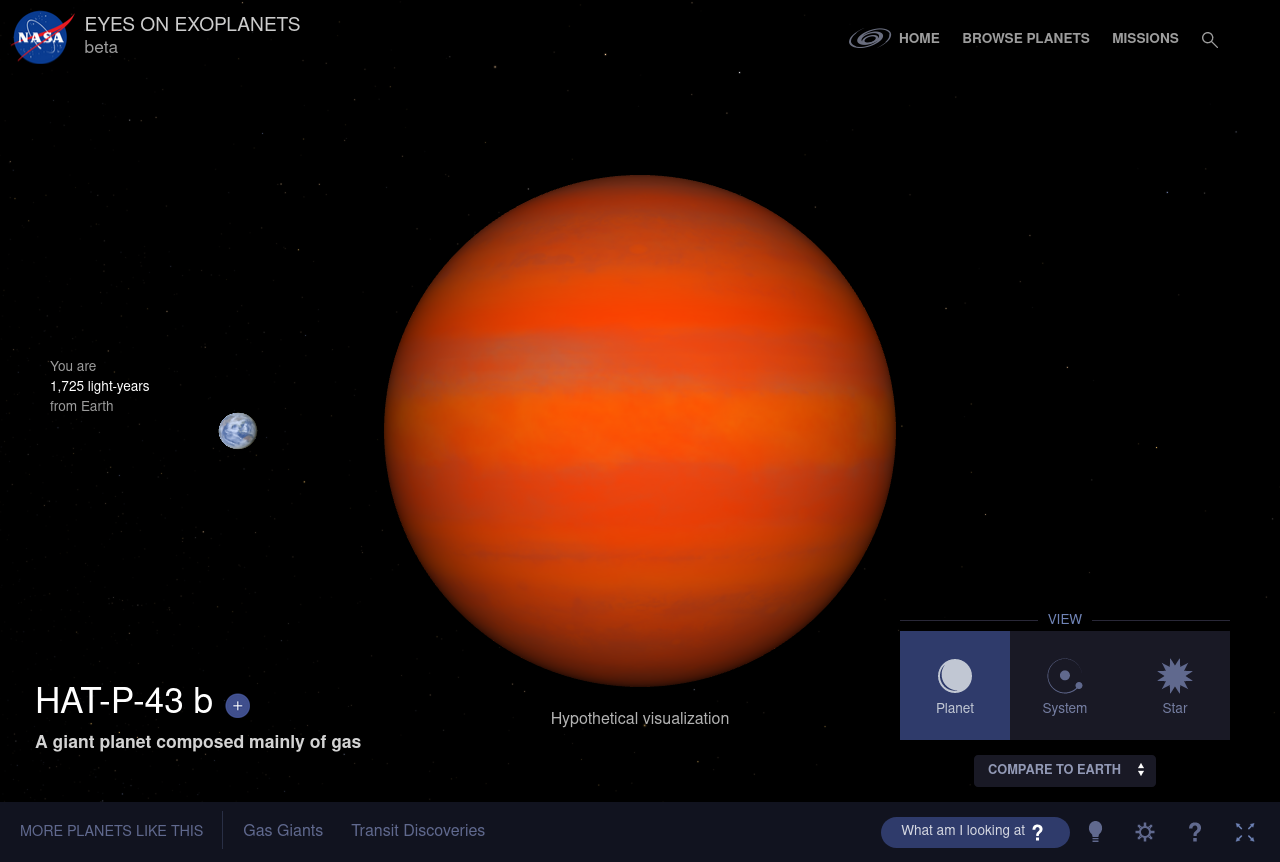 NASA
EYES ON EXOPLANETS
beta
HOME
BROWSE PLANETS
MISSIONS
You are
1,725 light-years
from Earth
VIEW
Planet
System
Star
HAT-P-43 b +
A giant planet composed mainly of gas
Hypothetical visualization
COMPARE TO EARTH
MORE PLANETS LIKE THIS
Gas Giants
Transit Discoveries
What am I looking at ?
?